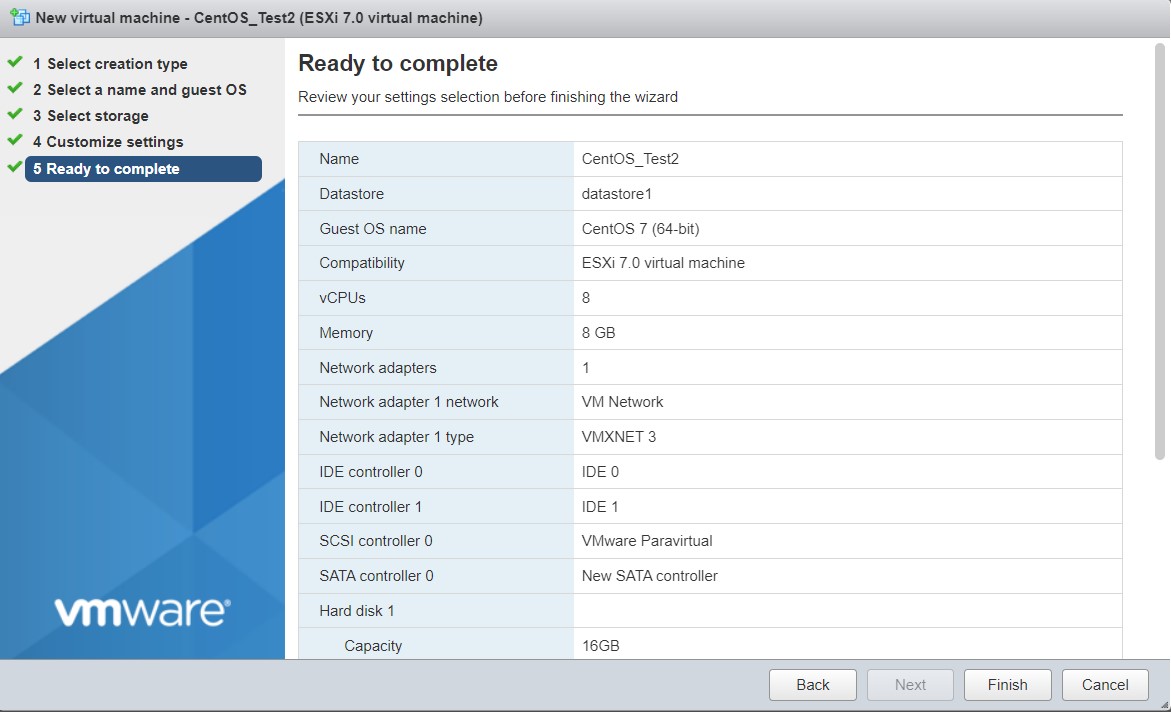 New virtual machine - CentOS_Test2 (ESXi 7.0 virtual machine)
1 Select creation type
2 Select a name and guest OS
3 Select storage
4 Customize settings
5 Ready to complete
vmware®
Ready to complete
Review your settings selection before finishing the wizard
Name CentOS_Test2
Datastore datastore1
Guest OS name CentOS 7 (64-bit)
Compatibility ESXi 7.0 virtual machine
vCPUs 8
Memory 8 GB
Network adapters 1
Network adapter 1 network VM Network
Network adapter 1 type VMXNET 3
IDE controller 0 IDE 0
IDE controller 1 IDE 1
SCSI controller 0 VMware Paravirtual
SATA controller 0 New SATA controller
Hard disk 1
Capacity 16GB
Back Next Finish Cancel